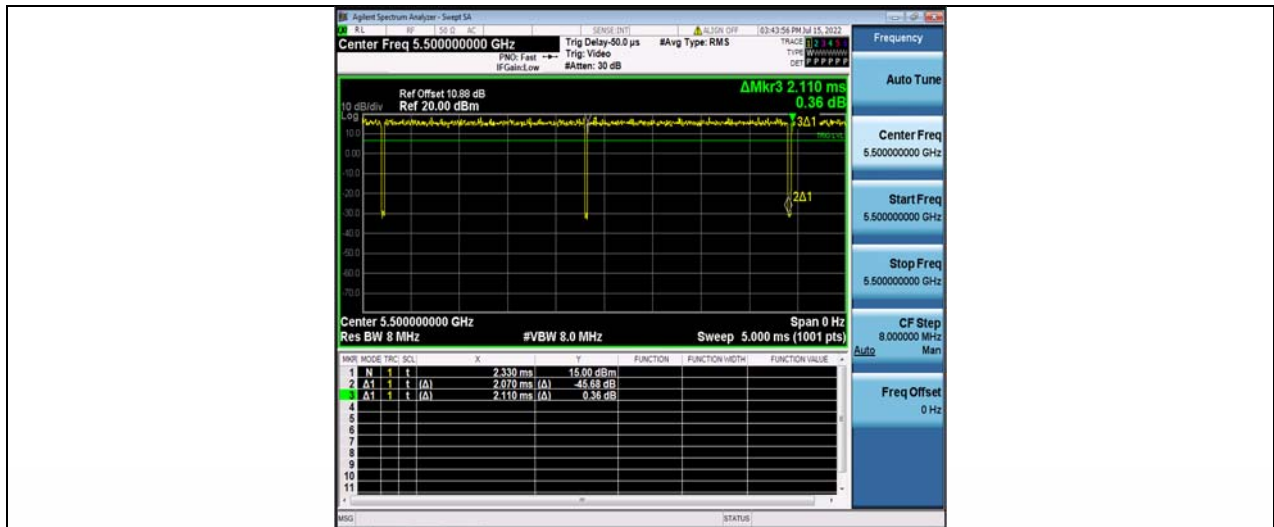 Agilent Spectrum Analyzer - Swept SA
RL RF 50 Ω AC SENSE:INT ALIGN OFF 03:43:56 PM Jul 15, 2022
Center Freq 5.500000000 GHz
PNO: Fast
IFGain:Low
Trig Delay-50.0 µs
Trig: Video
#Atten: 30 dB
#Avg Type: RMS
TRACE 1 2 3 4 5 6
TYPE WWWWWW
DET P P P P P P
Frequency
Auto Tune
Center Freq
5.500000000 GHz
Start Freq
5.500000000 GHz
Stop Freq
5.500000000 GHz
CF Step
8.000000 MHz
Auto Man
Freq Offset
0 Hz
ΔMkr3 2.110 ms
0.36 dB
Ref Offset 10.88 dB
10 dB/div Ref 20.00 dBm
Log
10.0
0.00
-10.0
-20.0
-30.0
-40.0
-50.0
-60.0
-70.0
3Δ1
TRIG LVL
2Δ1
Center 5.500000000 GHz Span 0 Hz
Res BW 8 MHz #VBW 8.0 MHz Sweep 5.000 ms (1001 pts)
MKR MODE TRC SCL X Y FUNCTION FUNCTION WIDTH FUNCTION VALUE
1 N 1 t 2.330 ms 15.00 dBm
2 Δ1 1 t (Δ) 2.070 ms (Δ) -45.68 dB
3 Δ1 1 t (Δ) 2.110 ms (Δ) 0.36 dB
4
5
6
7
8
9
10
11
MSG STATUS